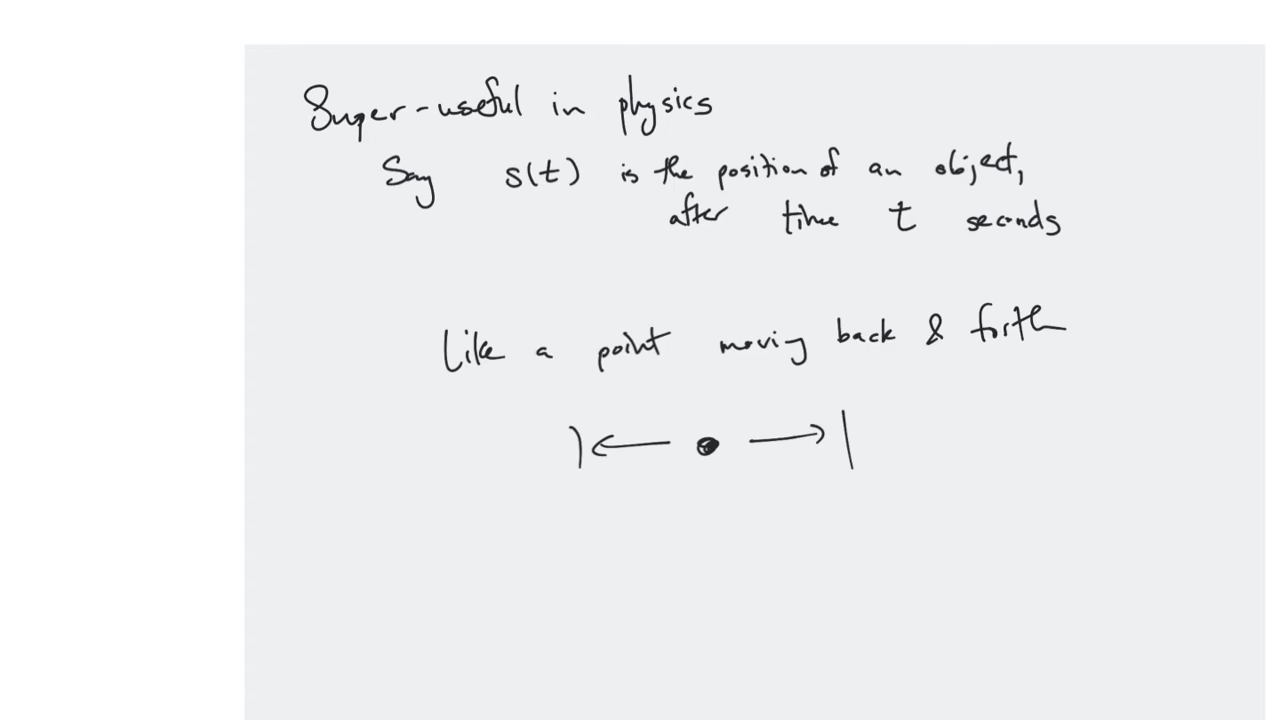 Super-useful in physics
Say s(t) is the position of an object,
after time t seconds
Like a point moving back & forth